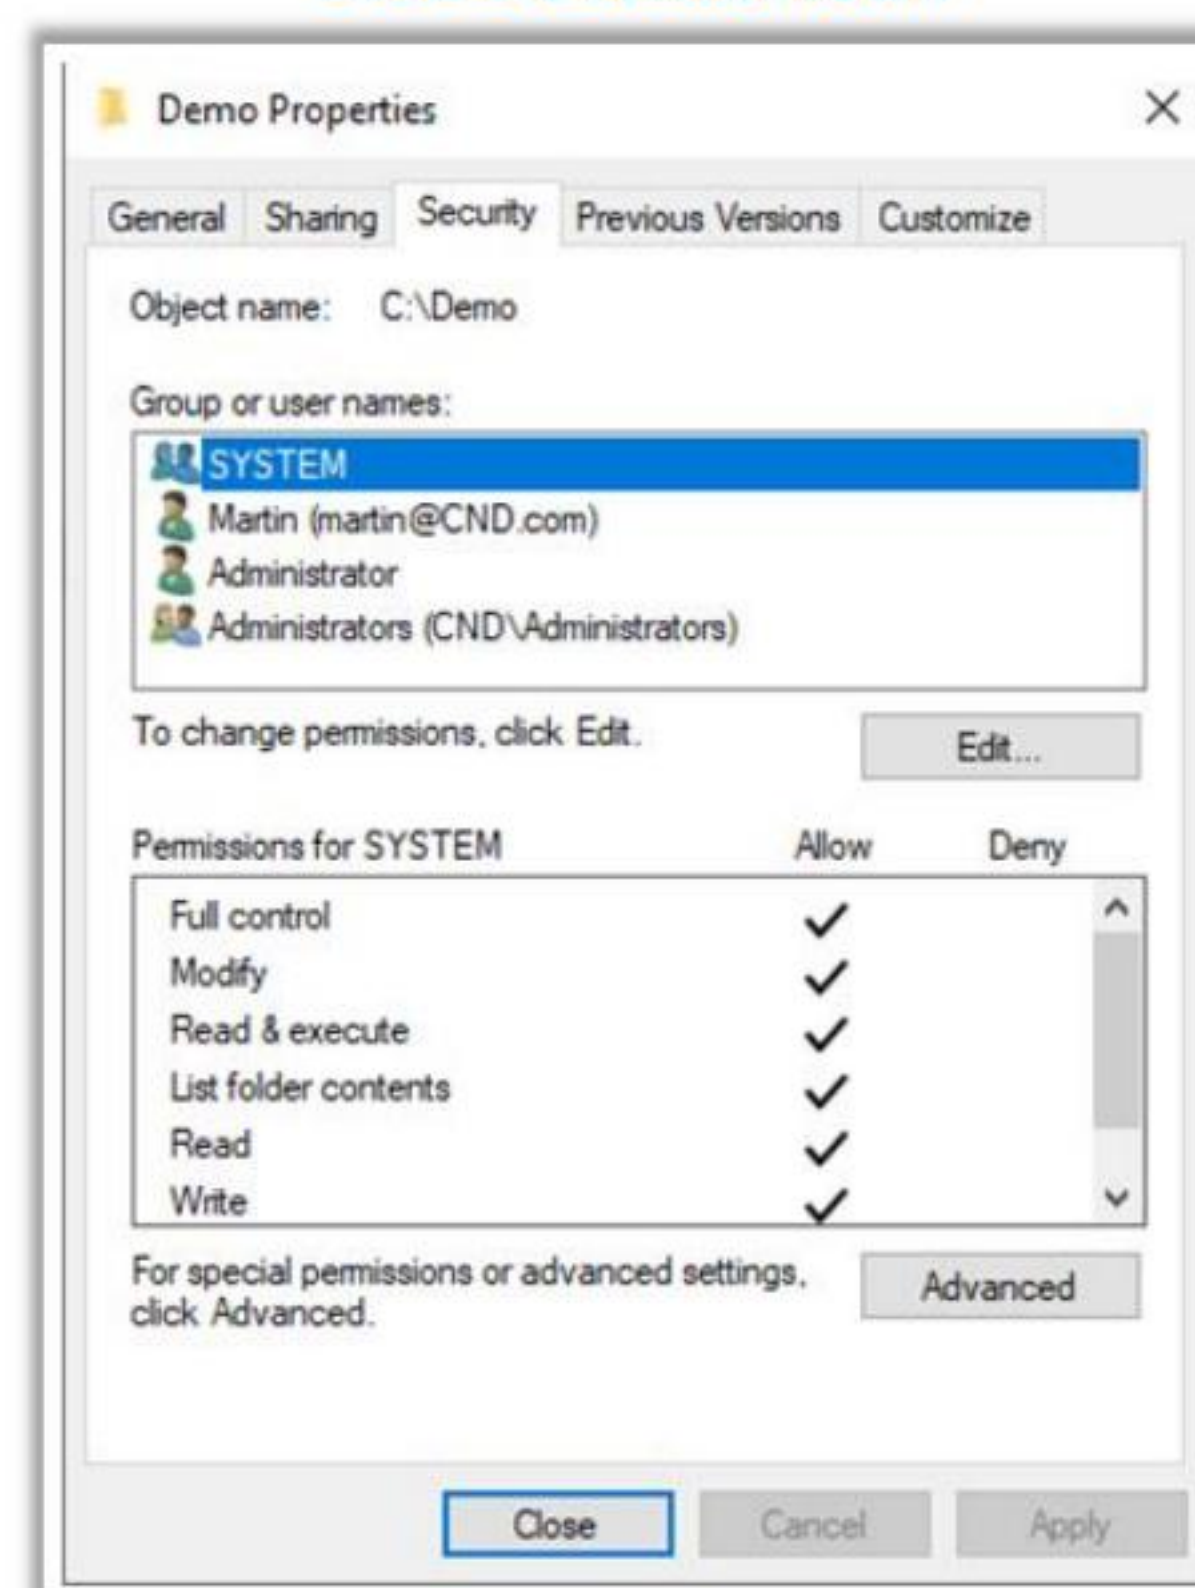 Demo Properties
General Sharing Security Previous Versions Customize
Object name: C:\Demo
Group or user names:
SYSTEM
Martin (martin@CND.com)
Administrator
Administrators (CND\Administrators)
To change permissions, click Edit.
Edit...
Permissions for SYSTEM Allow Deny
Full control
Modify
Read & execute
List folder contents
Read
Write
For special permissions or advanced settings,
click Advanced.
Advanced
Close Cancel Apply